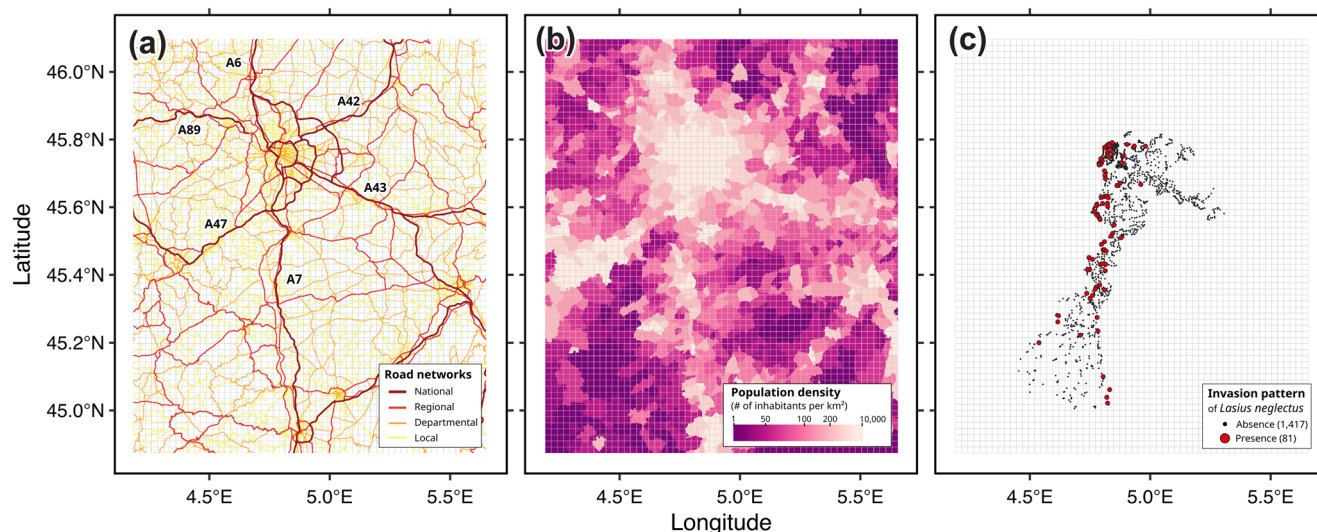 (a)
(b)
(c)
A6
A42
A89
A43
A47
A7
Road networks
National
Regional
Departmental
Local
Population density
(# of inhabitants per km²)
1 50 100 200 10,000
Invasion pattern
of Lasius neglectus
Absence (1,417)
Presence (81)
Latitude
46.0°N
45.8°N
45.6°N
45.4°N
45.2°N
45.0°N
4.5°E 5.0°E 5.5°E
4.5°E 5.0°E 5.5°E
4.5°E 5.0°E 5.5°E
Longitude